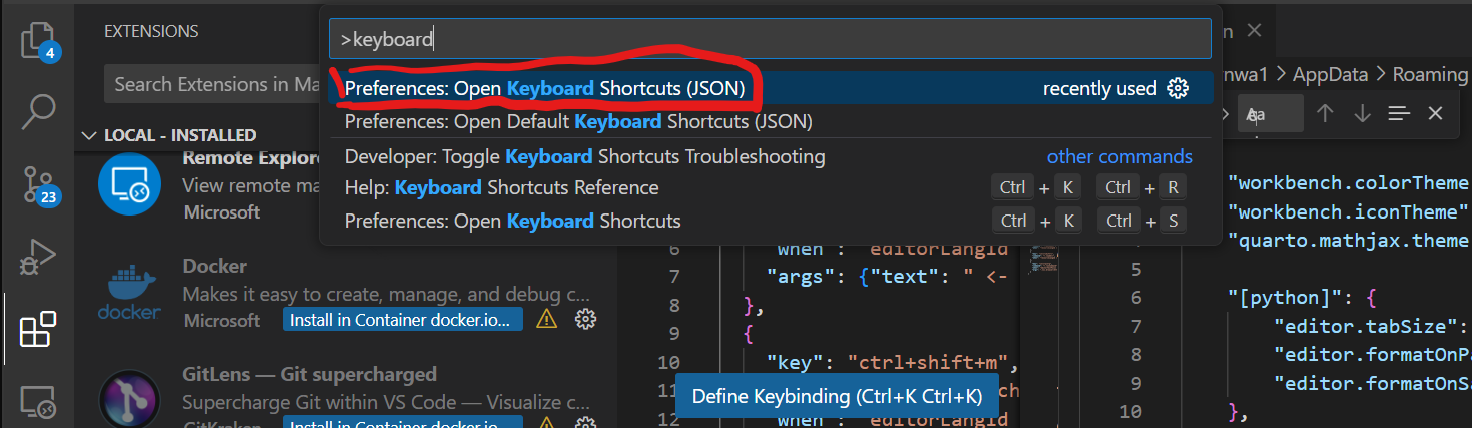 4
23
EXTENSIONS
Search Extensions in Ma
LOCAL - INSTALLED
Remote Explor
View remote ma
Microsoft
Docker
Makes it easy to create, manage, and debug c...
Microsoft
Install in Container docker.io...
GitLens — Git supercharged
Supercharge Git within VS Code — Visualize c...
GitKraken
Install in Container docker.io...
>keyboard
Preferences: Open Keyboard Shortcuts (JSON)
recently used
Preferences: Open Default Keyboard Shortcuts (JSON)
Developer: Toggle Keyboard Shortcuts Troubleshooting
other commands
Help: Keyboard Shortcuts Reference
Ctrl + K Ctrl + R
Preferences: Open Keyboard Shortcuts
Ctrl + K Ctrl + S
6 "when": "editorLangId
7 "args": {"text": " <-
8 },
9 {
10 "key": "ctrl+shift+m",
11
12 "when": "editorLangId
Define Keybinding (Ctrl+K Ctrl+K)
n
nwa1 > AppData > Roaming
Aa
"workbench.colorTheme
"workbench.iconTheme"
"quarto.mathjax.theme
5
6 "[python]": {
7 "editor.tabSize":
8 "editor.formatOnPa
9 "editor.formatOnSa
10 },